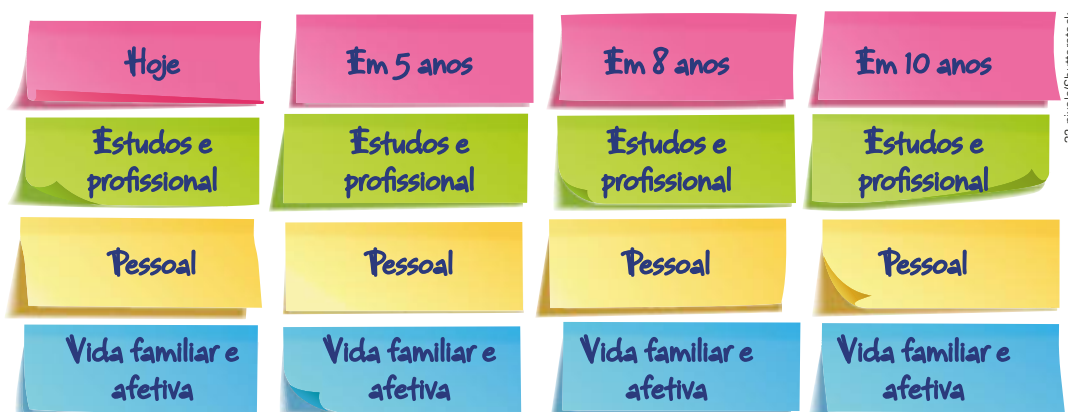 Hoje
Em 5 anos
Em 8 anos
Em 10 anos
Estudos e
profissional
Estudos e
profissional
Estudos e
profissional
Estudos e
profissional
Pessoal
Pessoal
Pessoal
Pessoal
Vida familiar e
afetiva
Vida familiar e
afetiva
Vida familiar e
afetiva
Vida familiar e
afetiva